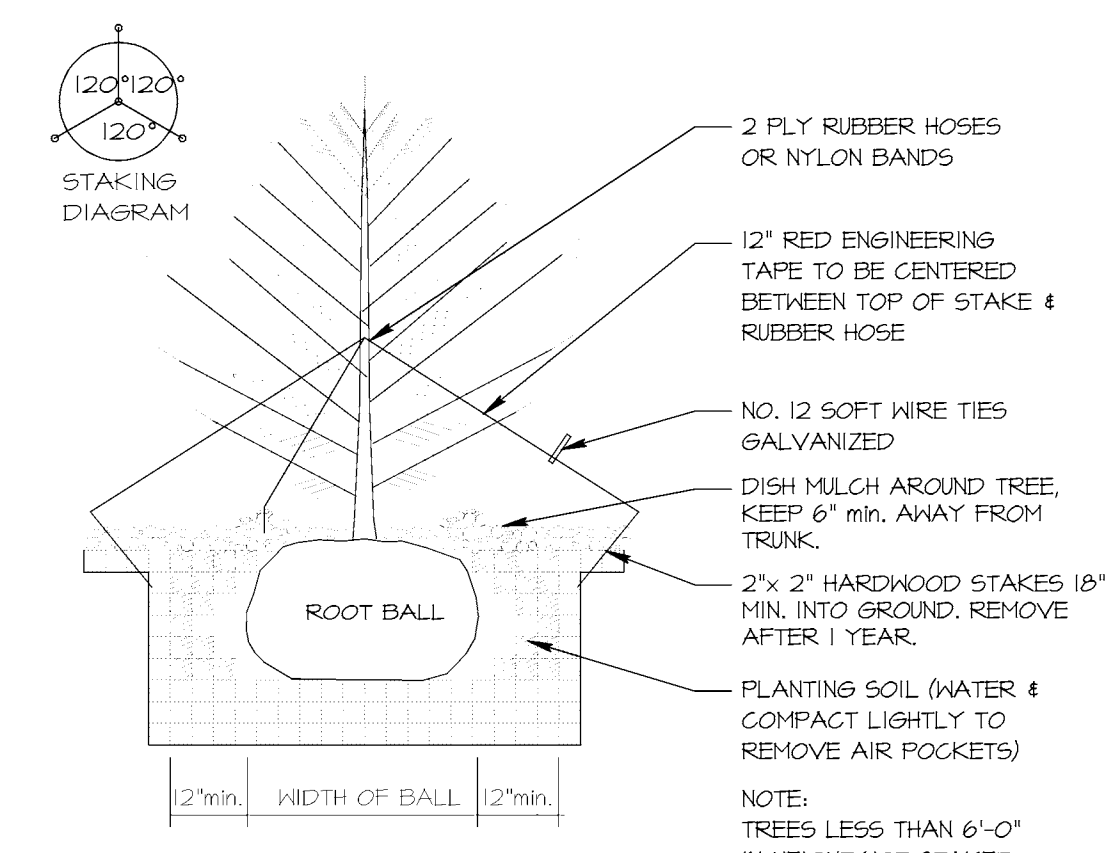 120° 120°
120°
STAKING
DIAGRAM
2 PLY RUBBER HOSES
OR NYLON BANDS
12" RED ENGINEERING
TAPE TO BE CENTERED
BETWEEN TOP OF STAKE &
RUBBER HOSE
NO. 12 SOFT WIRE TIES
GALVANIZED
DISH MULCH AROUND TREE,
KEEP 6" min. AWAY FROM
TRUNK.
2"x 2" HARDWOOD STAKES 18"
MIN. INTO GROUND. REMOVE
AFTER 1 YEAR.
ROOT BALL
PLANTING SOIL (WATER &
COMPACT LIGHTLY TO
REMOVE AIR POCKETS)
12"min. WIDTH OF BALL 12"min.
NOTE:
TREES LESS THAN 6'-0"